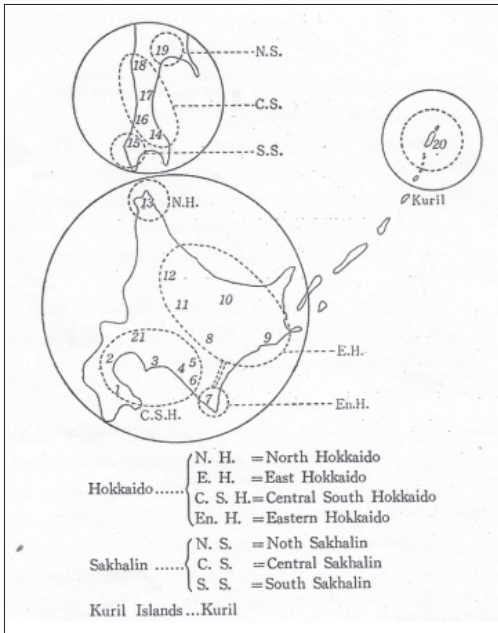 19
N.S.
18
17
C.S.
16
14
15
S.S.
20
Kuril
13
N.H.
12
10
11
21
8
9
2
3
4
5
E.H.
6
1
7
C.S.H.
En.H.
N. H. =North Hokkaido
E. H. =East Hokkaido
Hokkaido ......
C. S. H.=Central South Hokkaido
En. H. =Eastern Hokkaido
N. S. =Noth Sakhalin
Sakhalin ......
C. S. =Central Sakhalin
S. S. =South Sakhalin
Kuril Islands ...Kuril